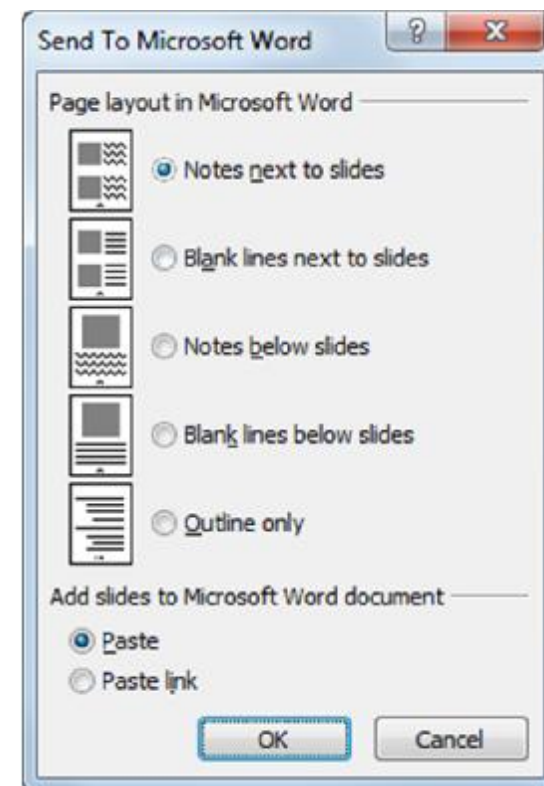 Send To Microsoft Word
Page layout in Microsoft Word
Notes next to slides
Blank lines next to slides
Notes below slides
Blank lines below slides
Outline only
Add slides to Microsoft Word document
Paste
Paste link
OK Cancel